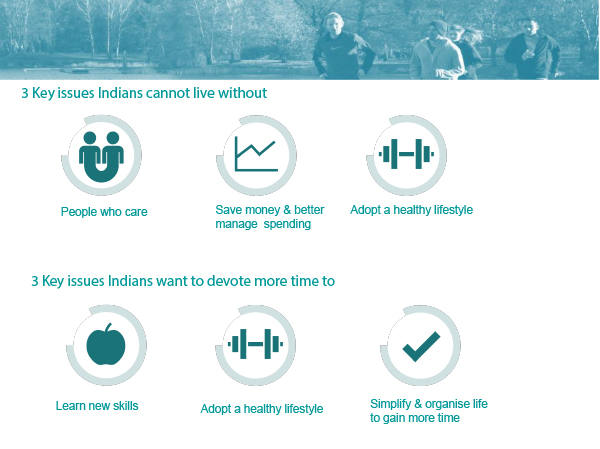 3 Key issues Indians cannot live without
People who care
Save money & better
manage spending
Adopt a healthy lifestyle
3 Key issues Indians want to devote more time to
Learn new skills
Adopt a healthy lifestyle
Simplify & organise life
to gain more time